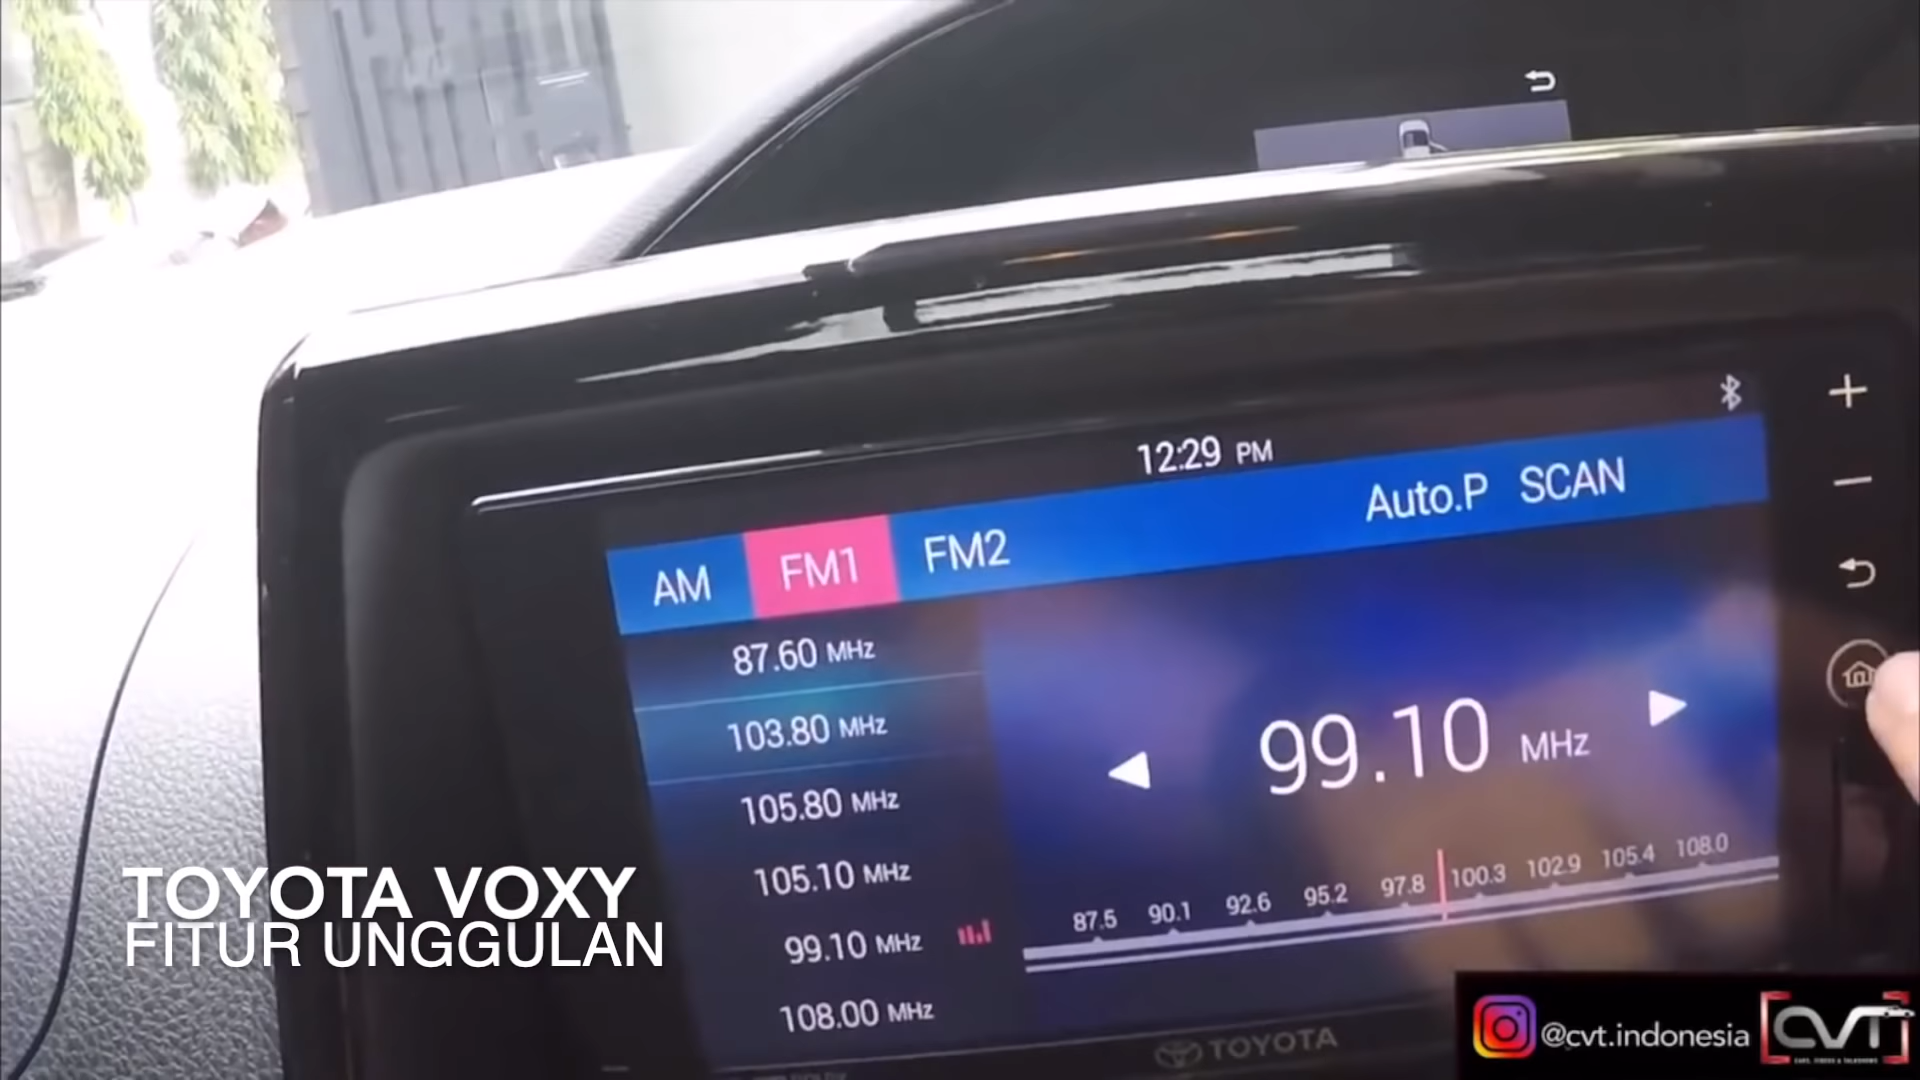 12:29 PM
AM FM1 FM2 Auto.P SCAN
87.60 MHz
103.80 MHz
105.80 MHz
105.10 MHz
99.10 MHz
108.00 MHz
99.10 MHz
87.5 90.1 92.6 95.2 97.8 100.3 102.9 105.4 108.0
TOYOTA
TOYOTA VOXY
FITUR UNGGULAN
@cvt.indonesia
CVT